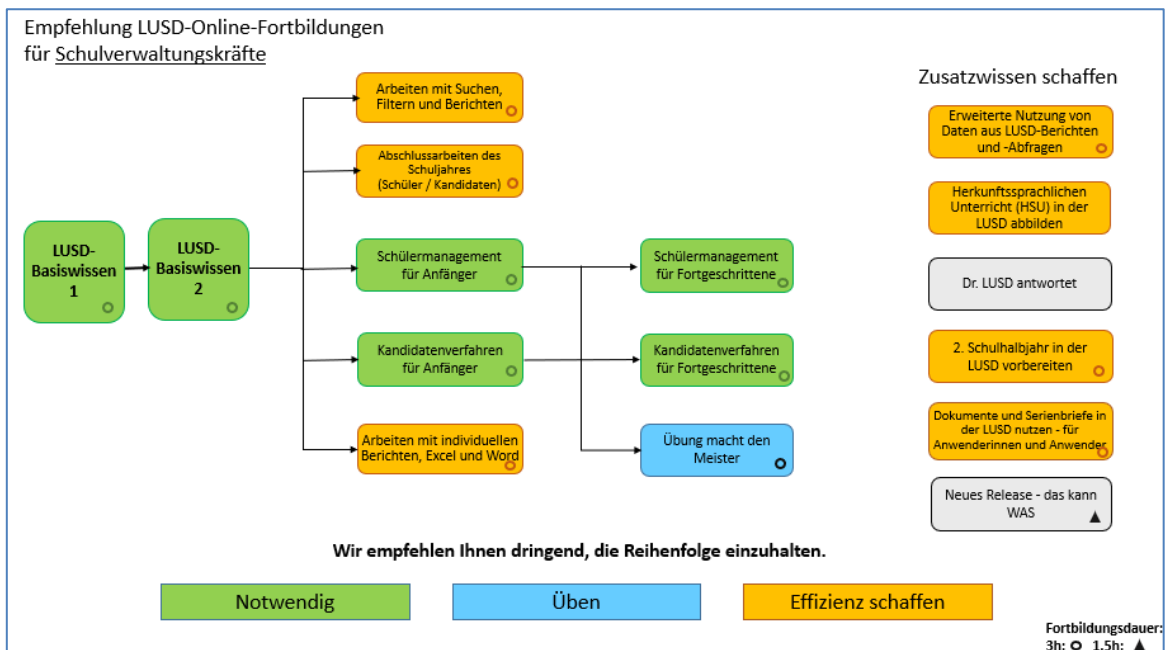 Empfehlung LUSD-Online-Fortbildungen
für Schulverwaltungskräfte
LUSD-
Basiswissen
1
LUSD-
Basiswissen
2
Arbeiten mit Suchen,
Filtern und Berichten
Abschlussarbeiten des
Schuljahres
(Schüler / Kandidaten)
Schülermanagement
für Anfänger
Kandidatenverfahren
für Anfänger
Arbeiten mit individuellen
Berichten, Excel und Word
Schülermanagement
für Fortgeschrittene
Kandidatenverfahren
für Fortgeschrittene
Übung macht den
Meister
Zusatzwissen schaffen
Erweiterte Nutzung von
Daten aus LUSD-Berichten
und -Abfragen
Herkunftssprachlichen
Unterricht (HSU) in der
LUSD abbilden
Dr. LUSD antwortet
2. Schulhalbjahr in der
LUSD vorbereiten
Dokumente und Serienbriefe in
der LUSD nutzen - für
Anwenderinnen und Anwender
Neues Release - das kann
WAS
Wir empfehlen Ihnen dringend, die Reihenfolge einzuhalten.
Notwendig
Üben
Effizienz schaffen
Fortbildungsdauer:
3h: 1,5h: